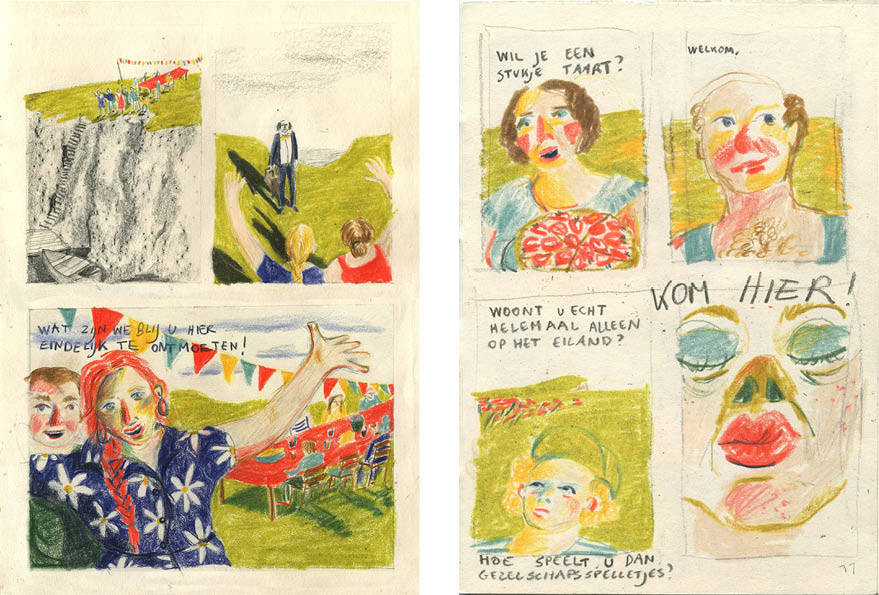 WAT ZIJN WE BLIJ U HIER
EINDELIJK TE ONTMOETEN!
WIL JE EEN
STUKJE TAART?
WELKOM.
WOONT U ECHT
HELEMAAL ALLEEN
OP HET EILAND?
HOE SPEELT U DAN
GEZELSCHAPSSPELLETJES?
KOM HIER!
77